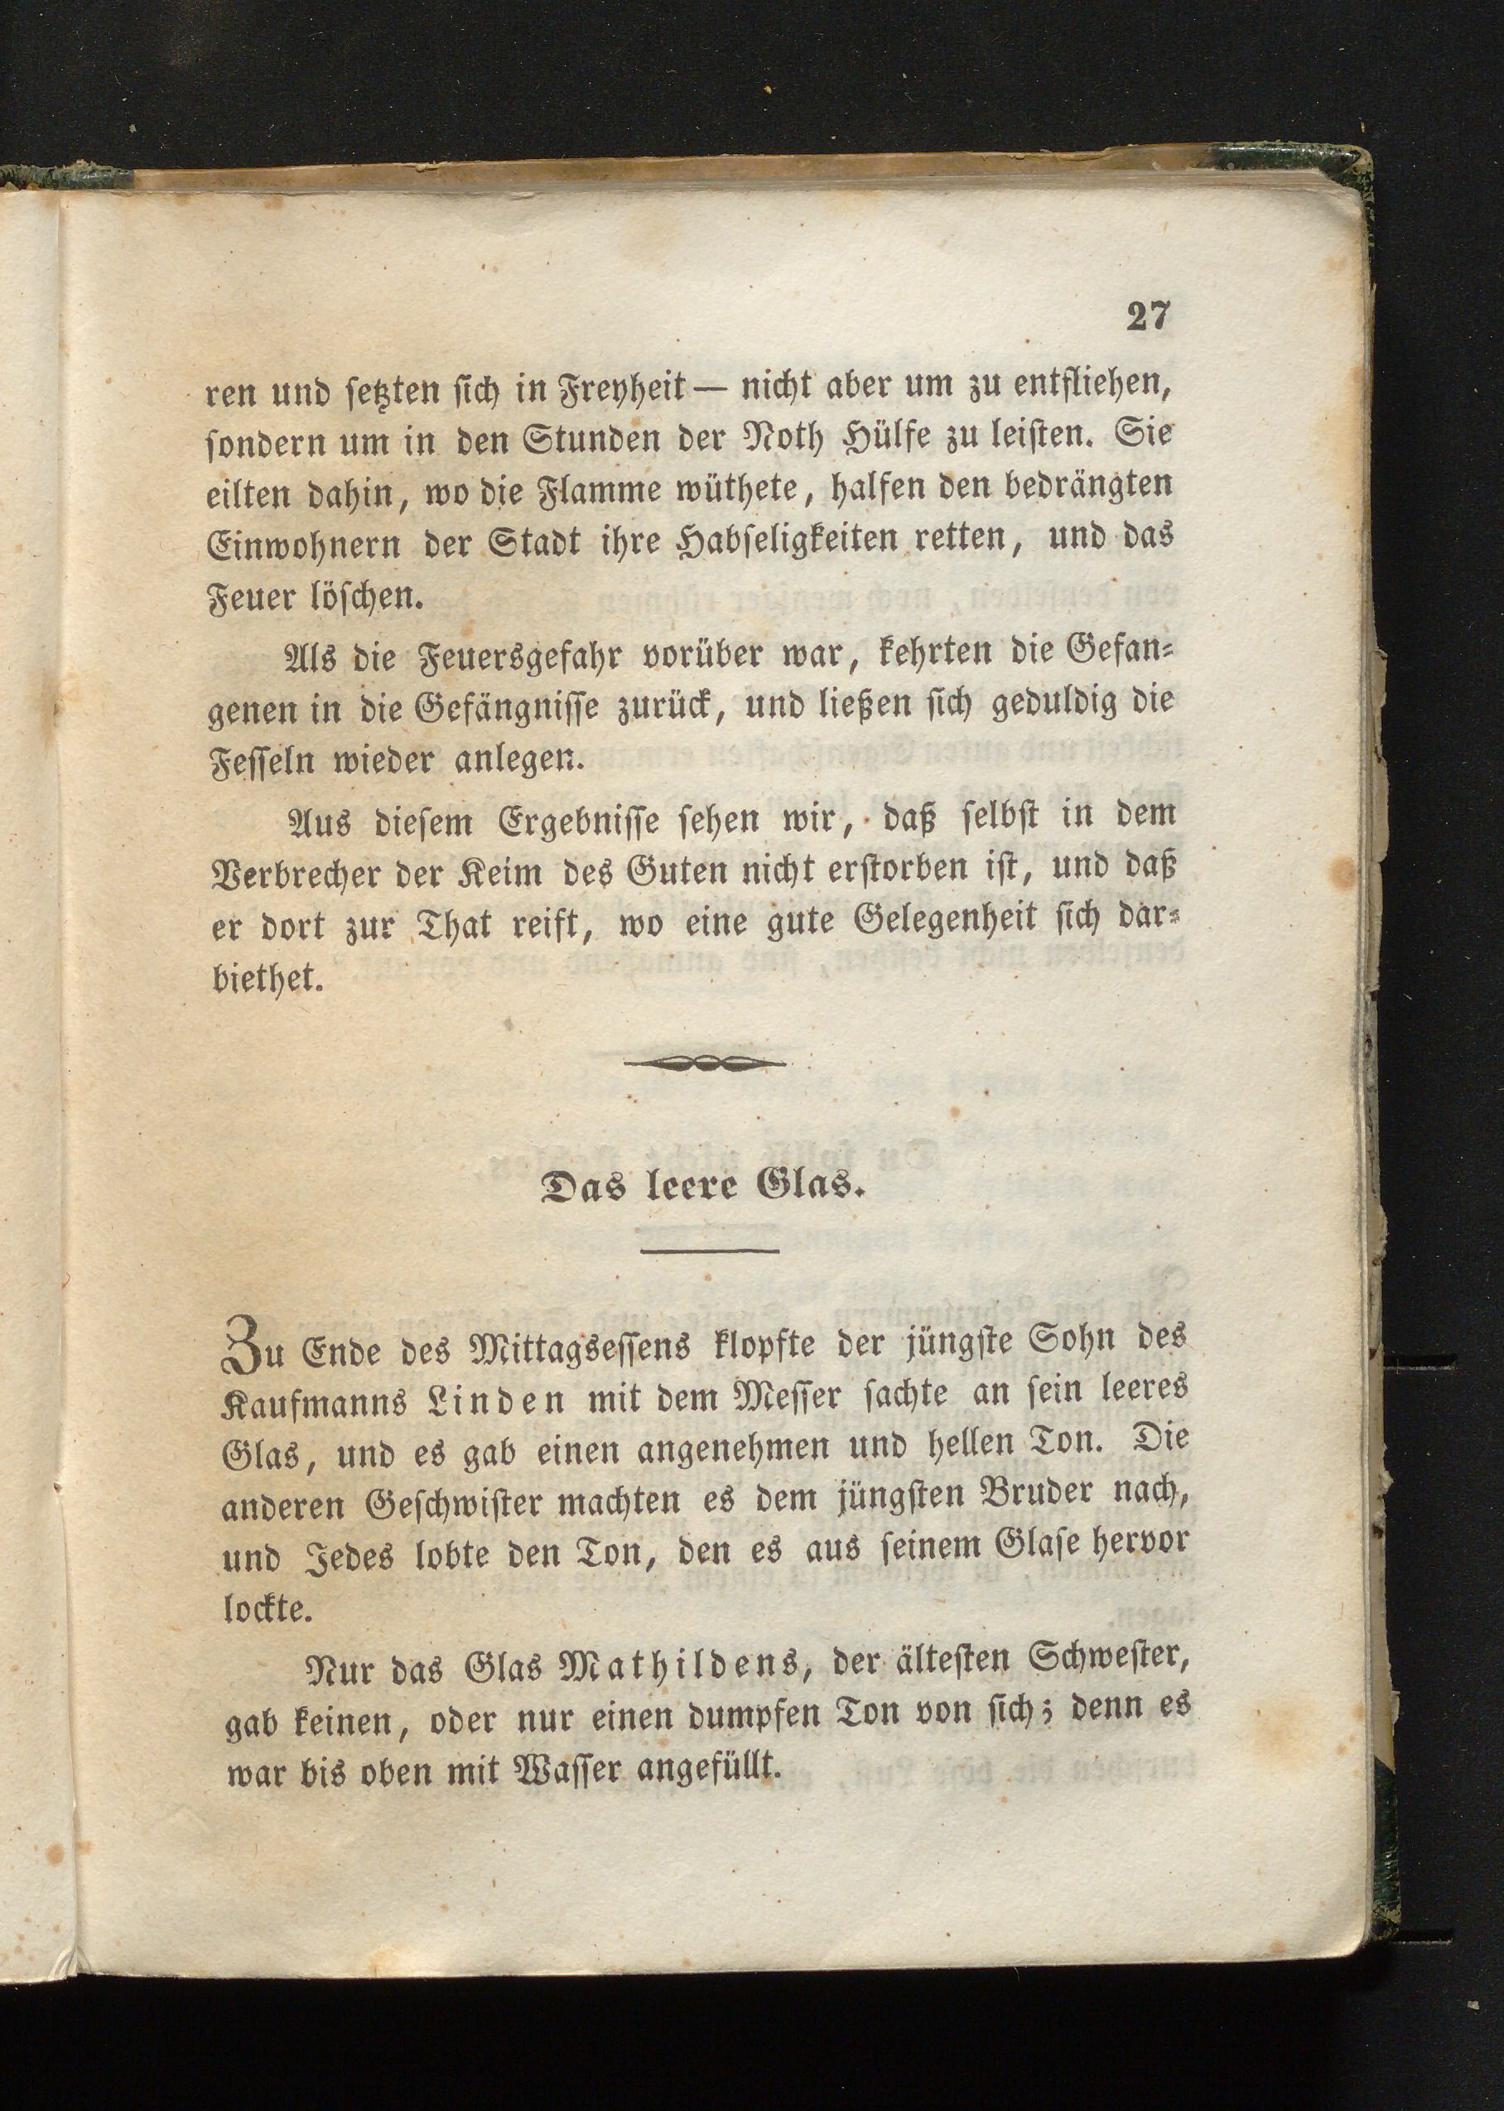 27
ren und setzten sich in Freyheit — nicht aber um zu entfliehen,
sondern um in den Stunden der Noth Hülfe zu leisten. Sie
eilten dahin, wo die Flamme wüthete, halfen den bedrängten
Einwohnern der Stadt ihre Habseligkeiten retten, und das
Feuer löschen.
Als die Feuersgefahr vorüber war, kehrten die Gefan-
genen in die Gefängnisse zurück, und ließen sich geduldig die
Fesseln wieder anlegen.
Aus diesem Ergebnisse sehen wir, daß selbst in dem
Verbrecher der Keim des Guten nicht erstorben ist, und daß
er dort zur That reift, wo eine gute Gelegenheit sich dar-
biethet.
Das leere Glas.
Zu Ende des Mittagsessens klopfte der jüngste Sohn des
Kaufmanns Linden mit dem Messer sachte an sein leeres
Glas, und es gab einen angenehmen und hellen Ton. Die
anderen Geschwister machten es dem jüngsten Bruder nach,
und Jedes lobte den Ton, den es aus seinem Glase hervor
lockte.
Nur das Glas Mathildens, der ältesten Schwester,
gab keinen, oder nur einen dumpfen Ton von sich; denn es
war bis oben mit Wasser angefüllt.